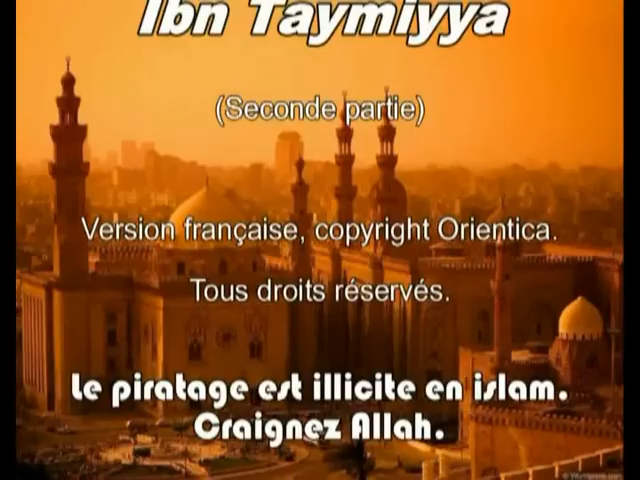 Ibn Taymiyya
(Seconde partie)
Version française, copyright Orientica.
Tous droits réservés.
Le piratage est illicite en islam.
Craignez Allah.